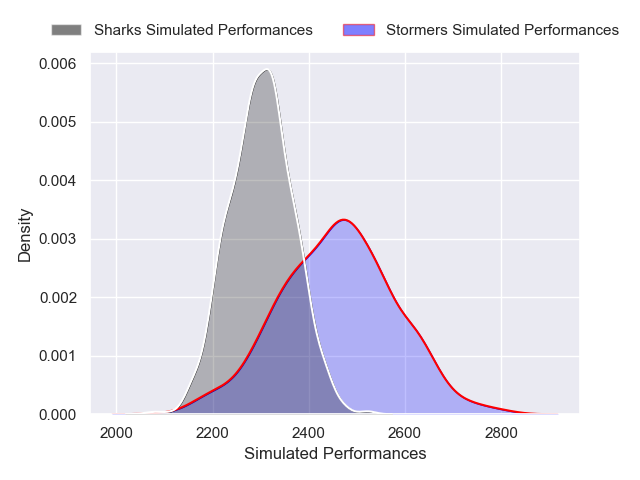 Sharks Simulated Performances Stormers Simulated Performances
0.006
0.005
0.004
0.003
0.002
0.001
0.000
Density
2000 2200 2400 2600 2800
Simulated Performances